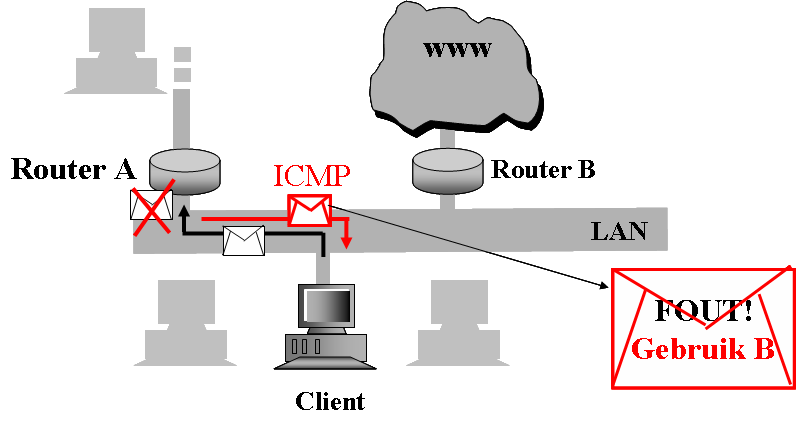 www
Router A
ICMP
Router B
LAN
FOUT!
Gebruik B
Client